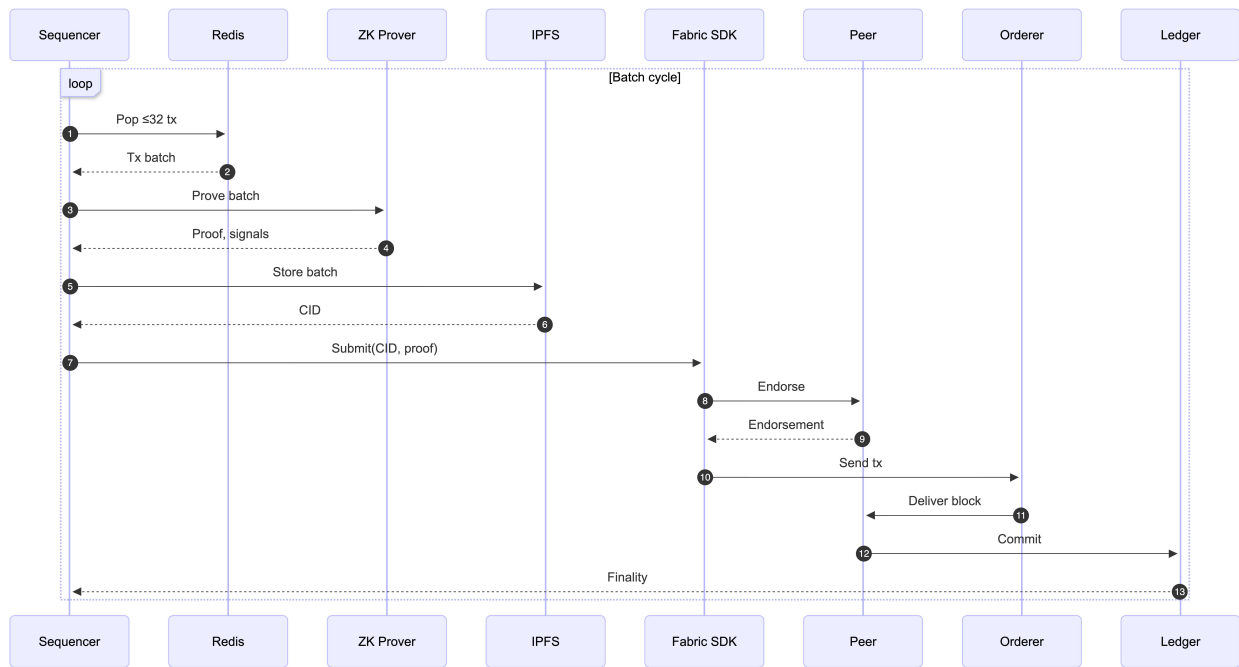 Sequencer
Redis
ZK Prover
IPFS
Fabric SDK
Peer
Orderer
Ledger
loop
[Batch cycle]
Pop ≤32 tx
1
Tx batch
2
Prove batch
3
Proof, signals
4
Store batch
5
CID
6
Submit(CID, proof)
7
Endorse
8
Endorsement
9
Send tx
10
Deliver block
11
Commit
12
Finality
13
Sequencer
Redis
ZK Prover
IPFS
Fabric SDK
Peer
Orderer
Ledger